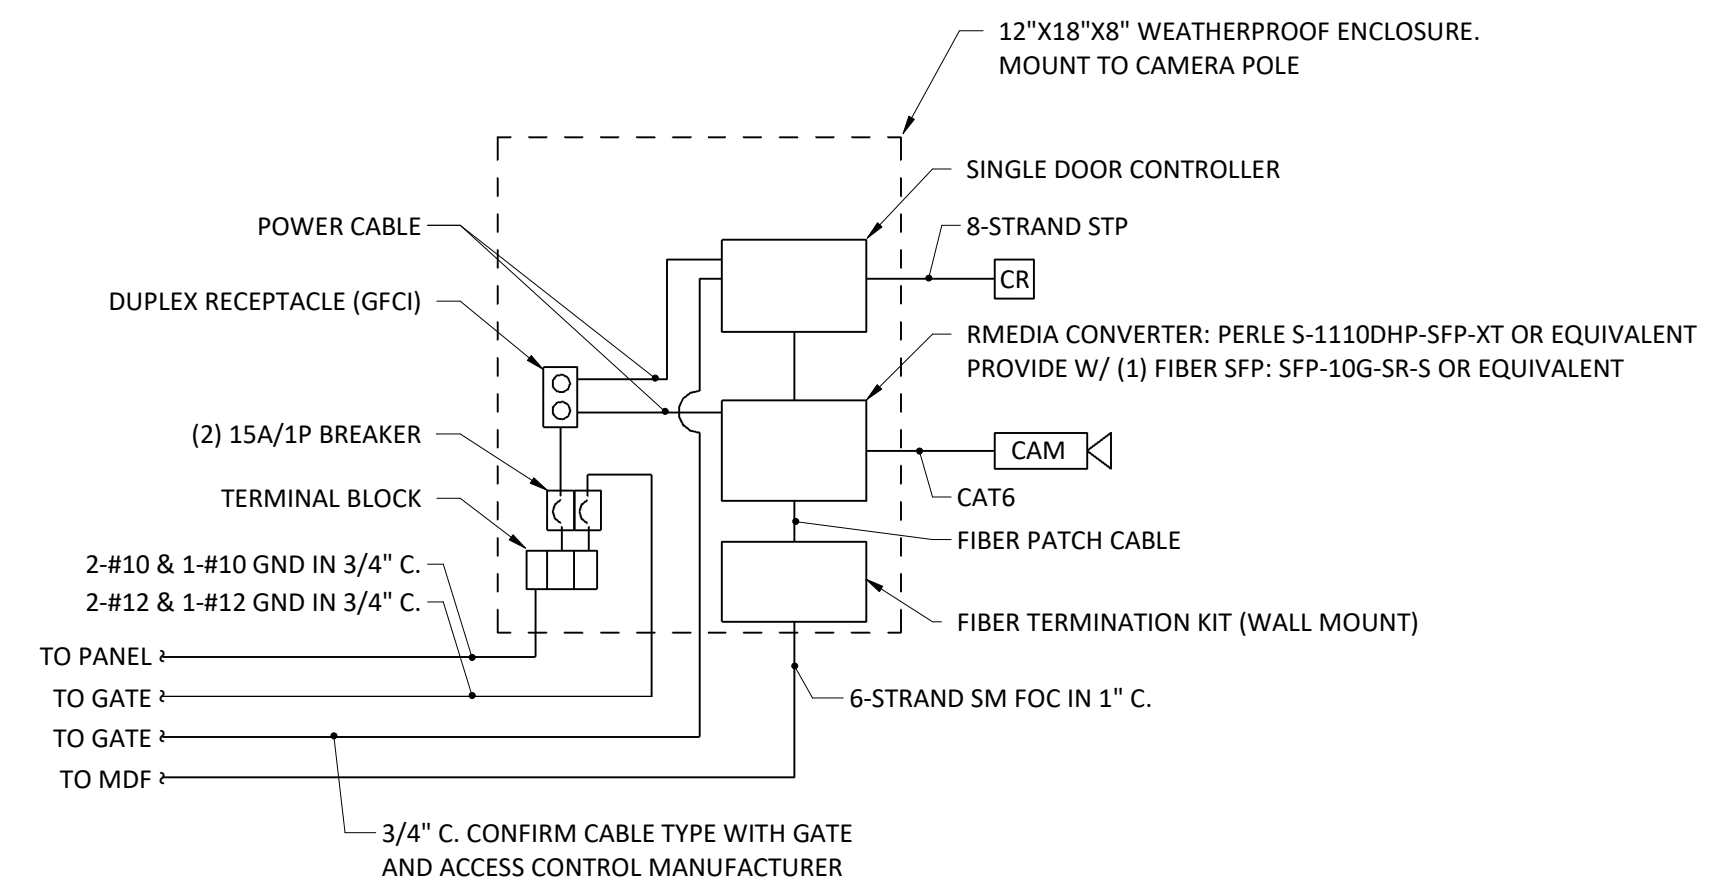 12"X18"X8" WEATHERPROOF ENCLOSURE.
MOUNT TO CAMERA POLE
SINGLE DOOR CONTROLLER
POWER CABLE
8-STRAND STP
CR
DUPLEX RECEPTACLE (GFCI)
RMEDIA CONVERTER: PERLE S-1110DHP-SFP-XT OR EQUIVALENT
PROVIDE W/ (1) FIBER SFP: SFP-10G-SR-S OR EQUIVALENT
(2) 15A/1P BREAKER
CAM
TERMINAL BLOCK
CAT6
FIBER PATCH CABLE
2-#10 & 1-#10 GND IN 3/4" C.
2-#12 & 1-#12 GND IN 3/4" C.
FIBER TERMINATION KIT (WALL MOUNT)
TO PANEL
TO GATE
6-STRAND SM FOC IN 1" C.
TO GATE
TO MDF
3/4" C. CONFIRM CABLE TYPE WITH GATE
AND ACCESS CONTROL MANUFACTURER